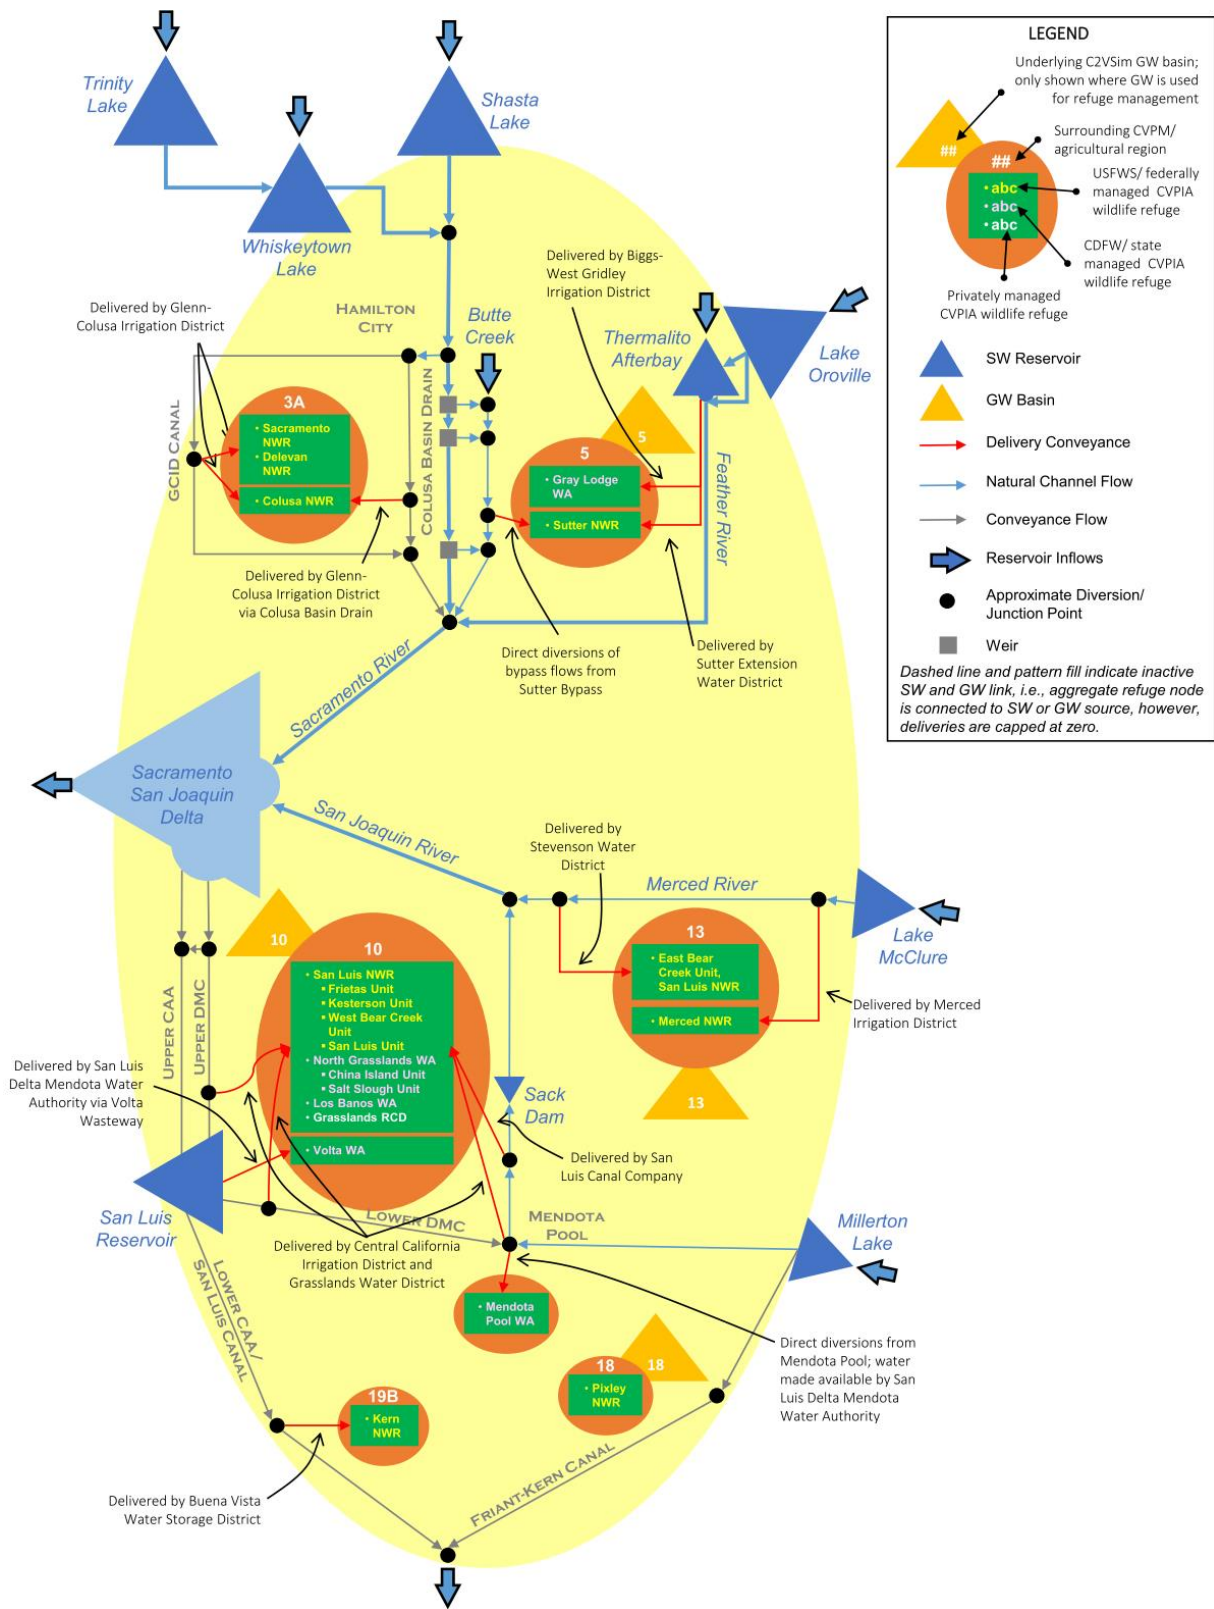 Trinity
Lake
Shasta
Lake
Whiskeytown
Lake
Delivered by Glenn-
Colusa Irrigation District
HAMILTON
CITY
Butte
Creek
Delivered by Biggs-
West Gridley
Irrigation District
Thermalito
Afterbay
Lake
Oroville
GCID CANAL
COLUSA BASIN DRAIN
3A
• Sacramento
NWR
• Delevan
NWR
• Colusa NWR
5
5
• Gray Lodge
WA
• Sutter NWR
Feather River
Delivered by Glenn-
Colusa Irrigation District
via Colusa Basin Drain
Direct diversions of
bypass flows from
Sutter Bypass
Delivered by
Sutter Extension
Water District
Sacramento River
Sacramento
San Joaquin
Delta
San Joaquin River
Delivered by
Stevenson Water
District
Merced River
Lake
McClure
UPPER CAA
UPPER DMC
10
10
• San Luis NWR
▪ Frietas Unit
▪ Kesterson Unit
▪ West Bear Creek
Unit
▪ San Luis Unit
• North Grasslands WA
▪ China Island Unit
▪ Salt Slough Unit
• Los Banos WA
• Grasslands RCD
• Volta WA
13
• East Bear
Creek Unit,
San Luis NWR
• Merced NWR
13
Delivered by Merced
Irrigation District
Delivered by San Luis
Delta Mendota Water
Authority via Volta
Wasteway
Sack
Dam
Delivered by San
Luis Canal Company
San Luis
Reservoir
LOWER DMC
MENDOTA
POOL
Millerton
Lake
Delivered by Central California
Irrigation District and
Grasslands Water District
LOWER CAA /
SAN LUIS CANAL
• Mendota
Pool WA
Direct diversions from
Mendota Pool; water
made available by San
Luis Delta Mendota
Water Authority
18
18
• Pixley
NWR
19B
• Kern
NWR
FRIANT-KERN CANAL
Delivered by Buena Vista
Water Storage District
LEGEND
Underlying C2VSim GW basin;
only shown where GW is used
for refuge management
##
##
• abc
• abc
• abc
Surrounding CVPM/
agricultural region
USFWS/ federally
managed CVPIA
wildlife refuge
CDFW/ state
managed CVPIA
wildlife refuge
Privately managed
CVPIA wildlife refuge
SW Reservoir
GW Basin
Delivery Conveyance
Natural Channel Flow
Conveyance Flow
Reservoir Inflows
Approximate Diversion/
Junction Point
Weir
Dashed line and pattern fill indicate inactive
SW and GW link, i.e., aggregate refuge node
is connected to SW or GW source, however,
deliveries are capped at zero.